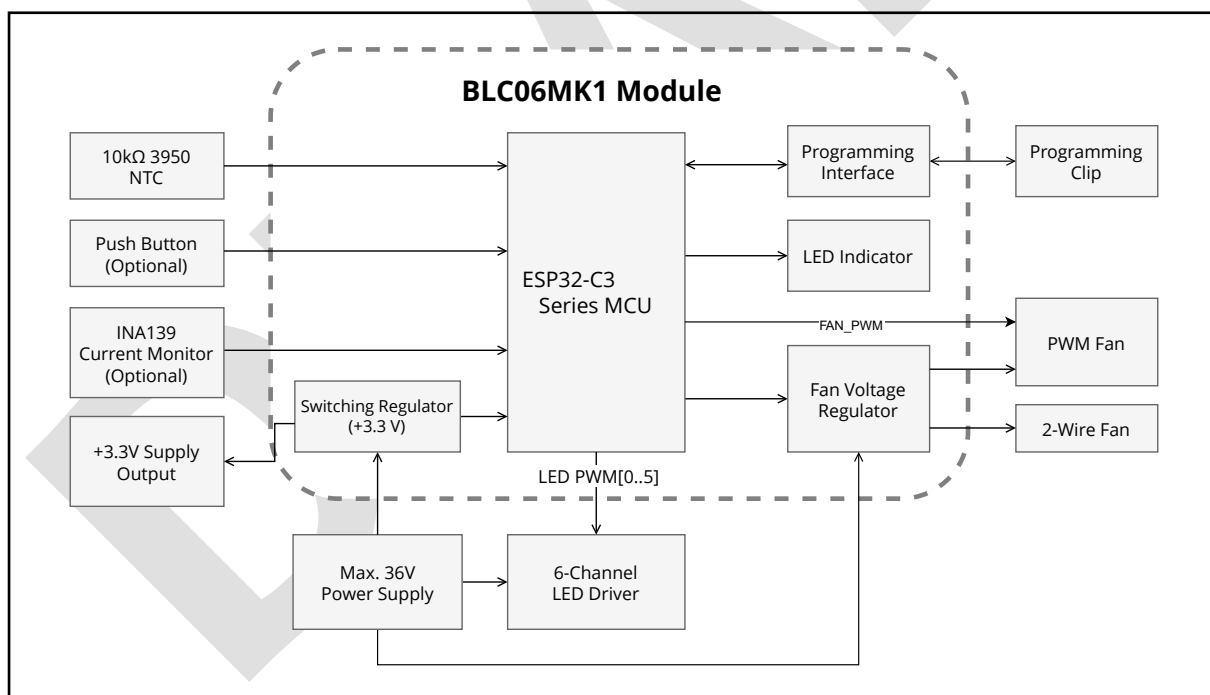 BLC06MK1 Module
10kΩ 3950
NTC
Push Button
(Optional)
INA139
Current Monitor
(Optional)
+3.3V Supply
Output
Switching Regulator
(+3.3 V)
ESP32-C3
Series MCU
LED PWM[0..5]
Programming
Interface
Programming
Clip
LED Indicator
FAN_PWM
PWM Fan
Fan Voltage
Regulator
2-Wire Fan
Max. 36V
Power Supply
6-Channel
LED Driver